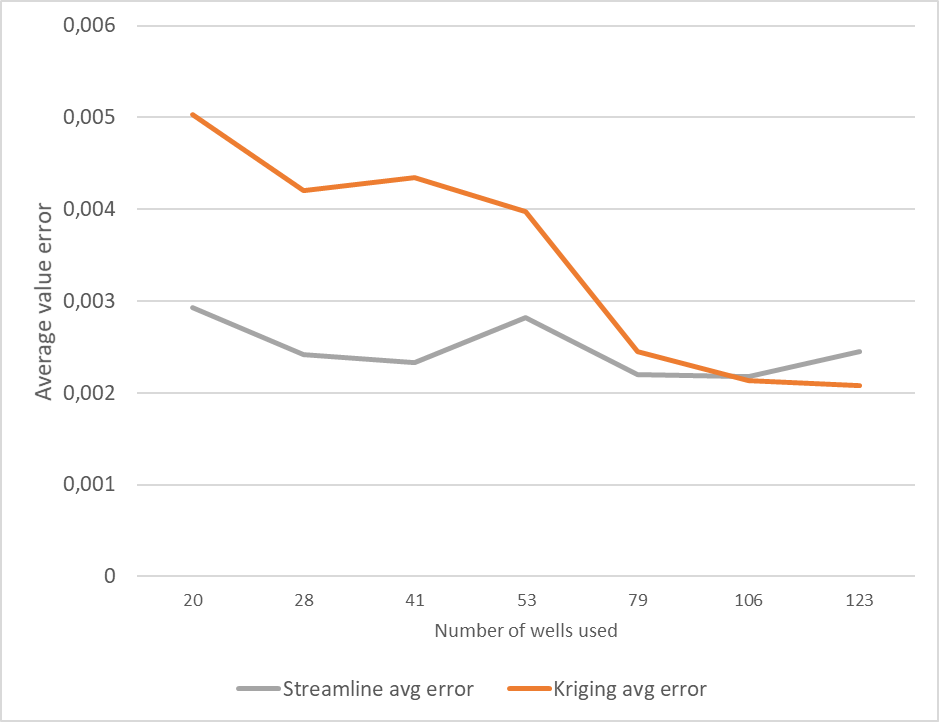 0,006
0,005
0,004
0,003
0,002
0,001
0
Average value error
20 28 41 53 79 106 123
Number of wells used
Streamline avg error Kriging avg error